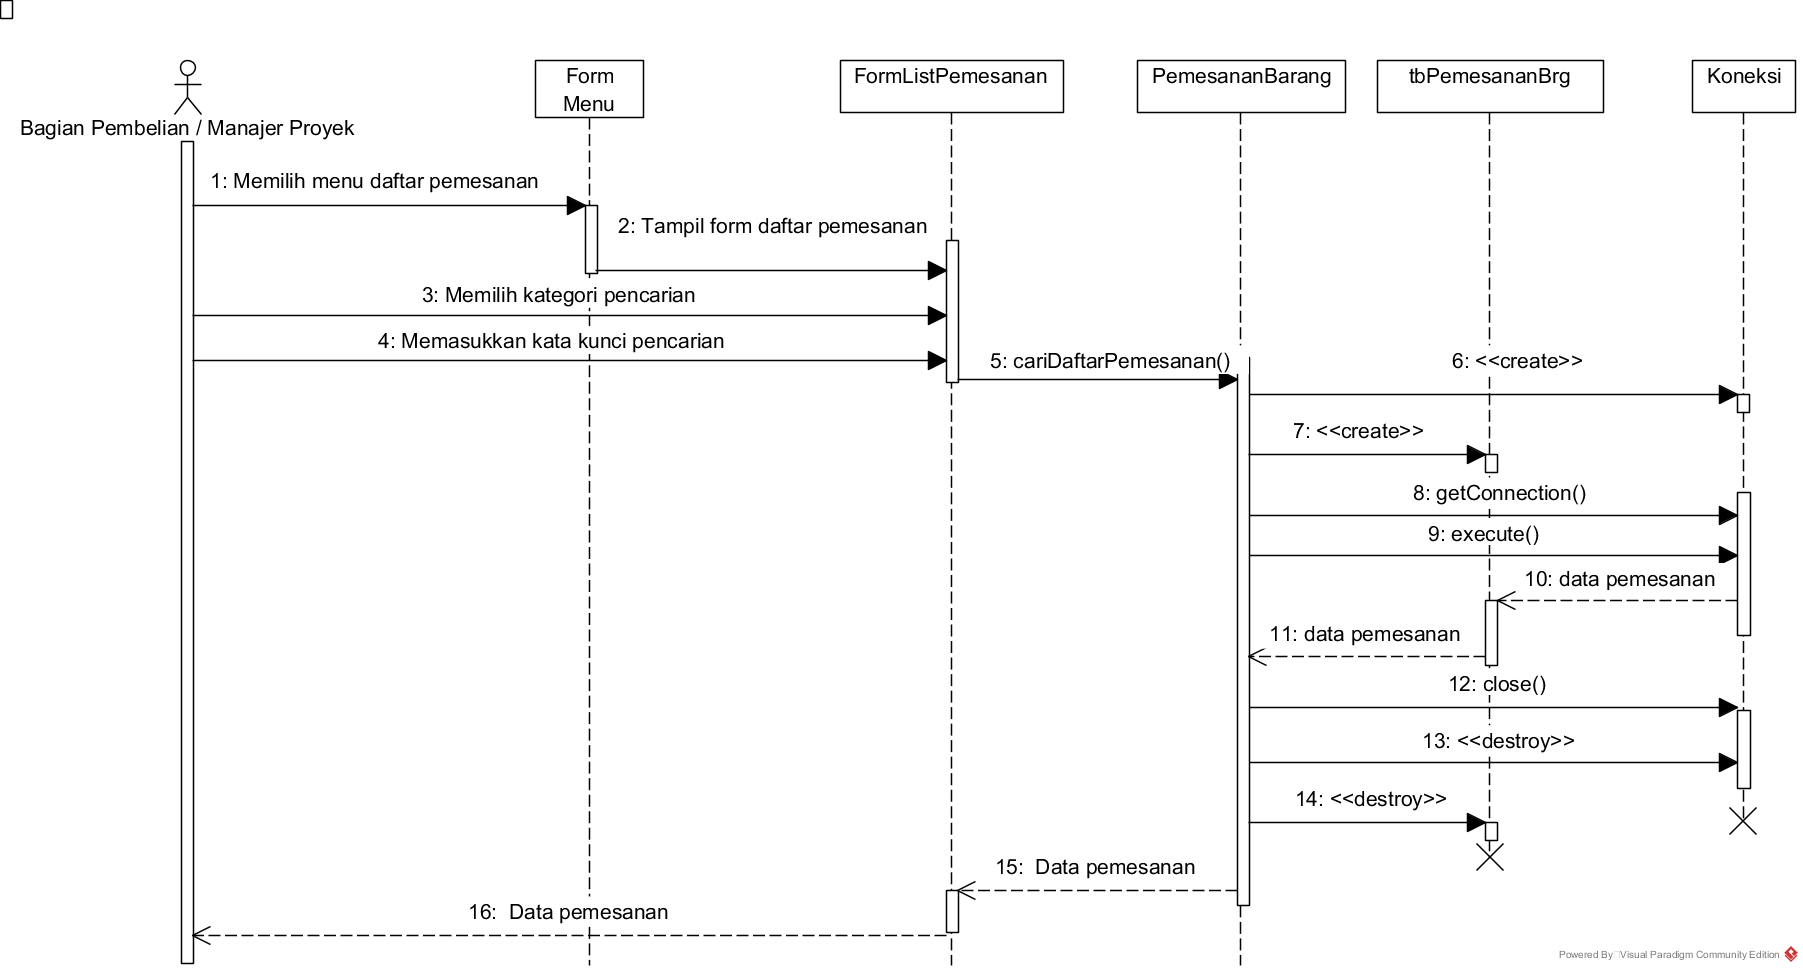 Form
Menu
FormListPemesanan
PemesananBarang
tbPemesananBrg
Koneksi
Bagian Pembelian / Manajer Proyek
1: Memilih menu daftar pemesanan
2: Tampil form daftar pemesanan
3: Memilih kategori pencarian
4: Memasukkan kata kunci pencarian
5: cariDaftarPemesanan()
6: <<create>>
7: <<create>>
8: getConnection()
9: execute()
10: data pemesanan
11: data pemesanan
12: close()
13: <<destroy>>
14: <<destroy>>
15:  Data pemesanan
16:  Data pemesanan
Powered By Visual Paradigm Community Edition